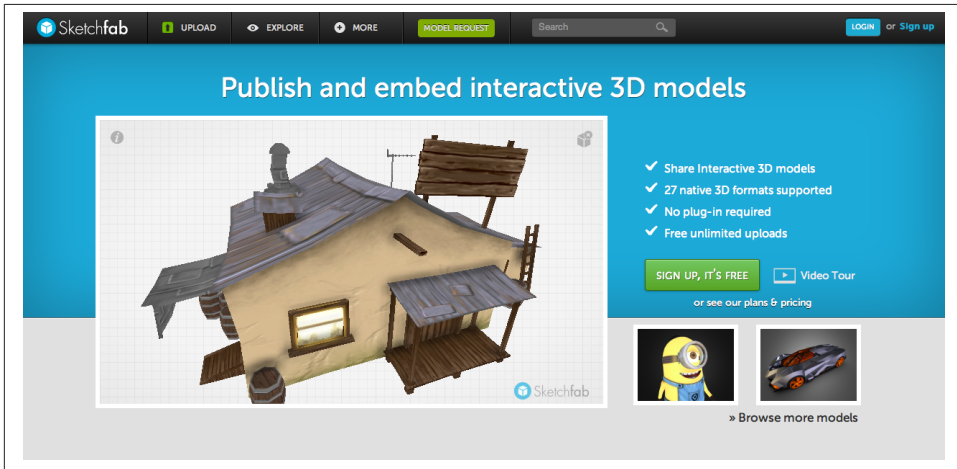 Sketchfab
UPLOAD
EXPLORE
MORE
MODEL REQUEST
Search
LOGIN or Sign up
Publish and embed interactive 3D models
Share Interactive 3D models
27 native 3D formats supported
No plug-in required
Free unlimited uploads
SIGN UP, IT'S FREE
Video Tour
or see our plans & pricing
Sketchfab
» Browse more models